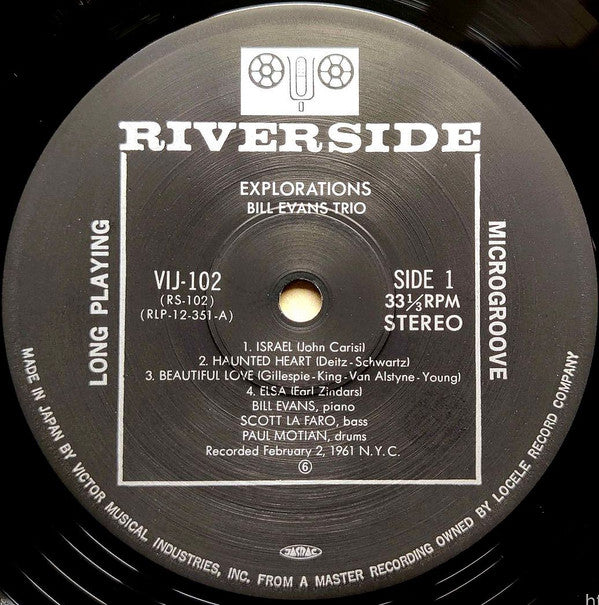 RIVERSIDE
EXPLORATIONS
BILL EVANS TRIO
LONG PLAYING
MICROGROOVE
VIJ-102
(RS-102)
(RLP-12-351-A)
SIDE 1
33⅓RPM
STEREO
1. ISRAEL (John Carisi)
2. HAUNTED HEART (Deitz-Schwartz)
3. BEAUTIFUL LOVE (Gillespie-King-Van Alstyne-Young)
4. ELSA (Earl Zindars)
BILL EVANS, piano
SCOTT LA FARO, bass
PAUL MOTIAN, drums
Recorded February 2, 1961 N.Y.C.
⑥
JASRAC
MADE IN JAPAN BY VICTOR MUSICAL INDUSTRIES, INC. FROM A MASTER RECORDING OWNED BY LOCELE RECORD COMPANY